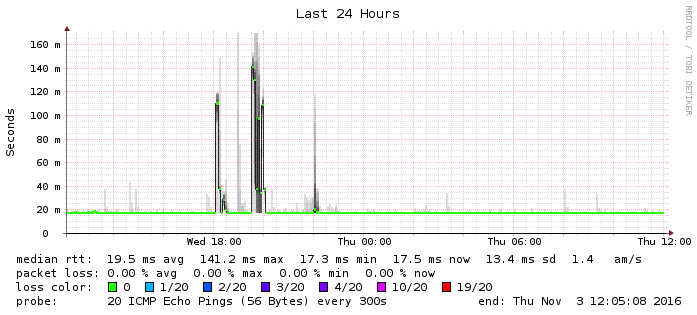 Last 24 Hours
RRDTOOL / TOBI OETIKER
Seconds
160 m
140 m
120 m
100 m
80 m
60 m
40 m
20 m
0
Wed 18:00 Thu 00:00 Thu 06:00 Thu 12:00
median rtt: 19.5 ms avg 141.2 ms max 17.3 ms min 17.5 ms now 13.4 ms sd 1.4 am/s
packet loss: 0.00 % avg 0.00 % max 0.00 % min 0.00 % now
loss color: 0 1/20 2/20 3/20 4/20 10/20 19/20
probe: 20 ICMP Echo Pings (56 Bytes) every 300s end: Thu Nov 3 12:05:08 2016